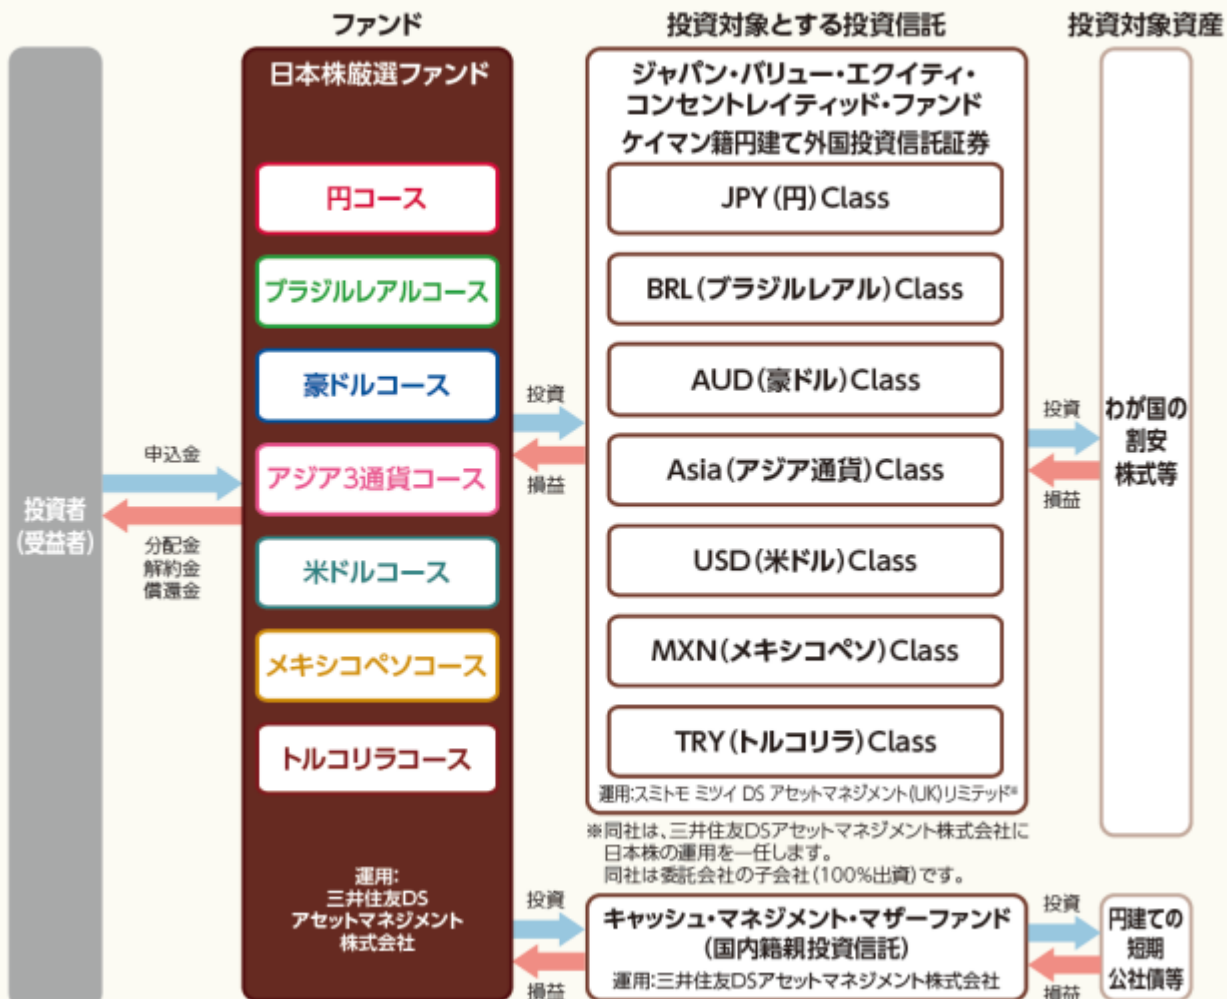 ファンド
投資対象とする投資信託
投資対象資産
日本株厳選ファンド
ジャパン・バリュー・エクイティ・
コンセントレイティッド・ファンド
ケイマン籍円建て外国投資信託証券
円コース
JPY(円)Class
ブラジルレアルコース
BRL(ブラジルレアル)Class
豪ドルコース
AUD(豪ドル)Class
アジア3通貨コース
Asia(アジア通貨)Class
米ドルコース
USD(米ドル)Class
メキシコペソコース
MXN(メキシコペソ)Class
トルコリラコース
TRY(トルコリラ)Class
運用:スミトモ ミツイ DS アセットマネジメント(UK)リミテッド※
投資者
(受益者)
申込金
分配金
解約金
償還金
投資
損益
投資
損益
わが国の
割安
株式等
※同社は、三井住友DSアセットマネジメント株式会社に
日本株の運用を一任します。
同社は委託会社の子会社(100%出資)です。
運用:
三井住友DS
アセットマネジメント
株式会社
投資
損益
キャッシュ・マネジメント・マザーファンド
(国内籍親投資信託)
運用:三井住友DSアセットマネジメント株式会社
投資
損益
円建ての
短期
公社債等